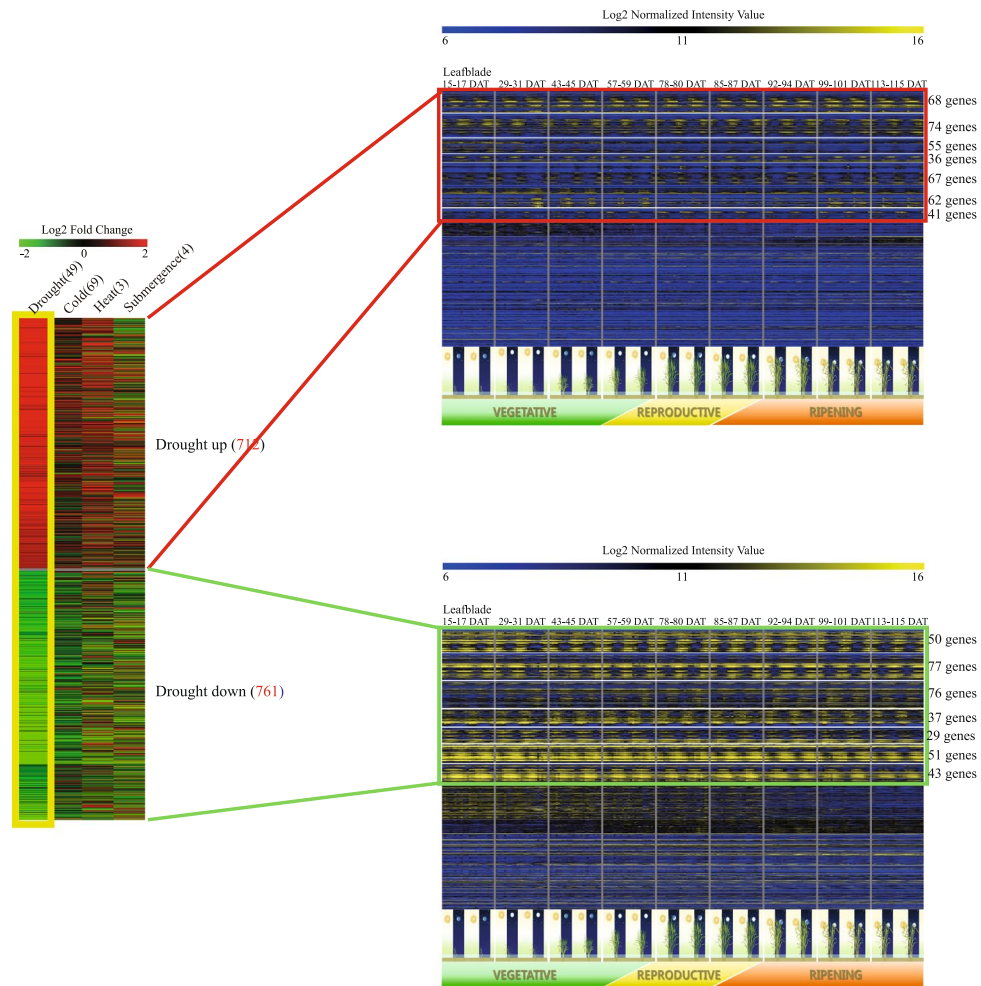 Log2 Normalized Intensity Value
6 11 16
Leafblade
15-17 DAT 29-31 DAT 43-45 DAT 57-59 DAT 78-80 DAT 85-87 DAT 92-94 DAT 99-101 DAT 113-115 DAT
68 genes
74 genes
55 genes
36 genes
67 genes
62 genes
41 genes
VEGETATIVE REPRODUCTIVE RIPENING
Log2 Fold Change
-2 0 2
Drought(49)
Cold(69)
Heat(3)
Submergence(4)
Drought up (712)
Drought down (761)
Log2 Normalized Intensity Value
6 11 16
Leafblade
15-17 DAT 29-31 DAT 43-45 DAT 57-59 DAT 78-80 DAT 85-87 DAT 92-94 DAT 99-101 DAT 113-115 DAT
50 genes
77 genes
76 genes
37 genes
29 genes
51 genes
43 genes
VEGETATIVE REPRODUCTIVE RIPENING